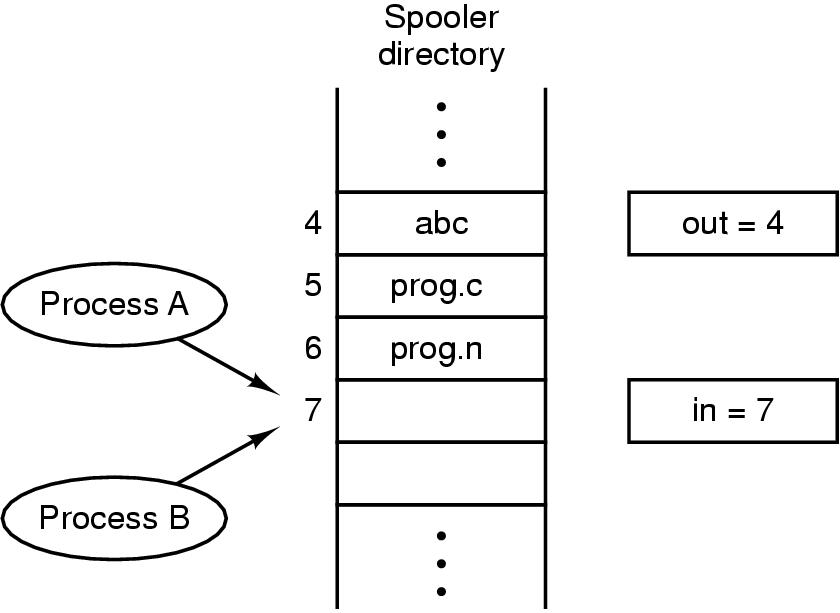 Spooler
directory
4 abc out = 4
5 prog.c
Process A
6 prog.n
7 in = 7
Process B